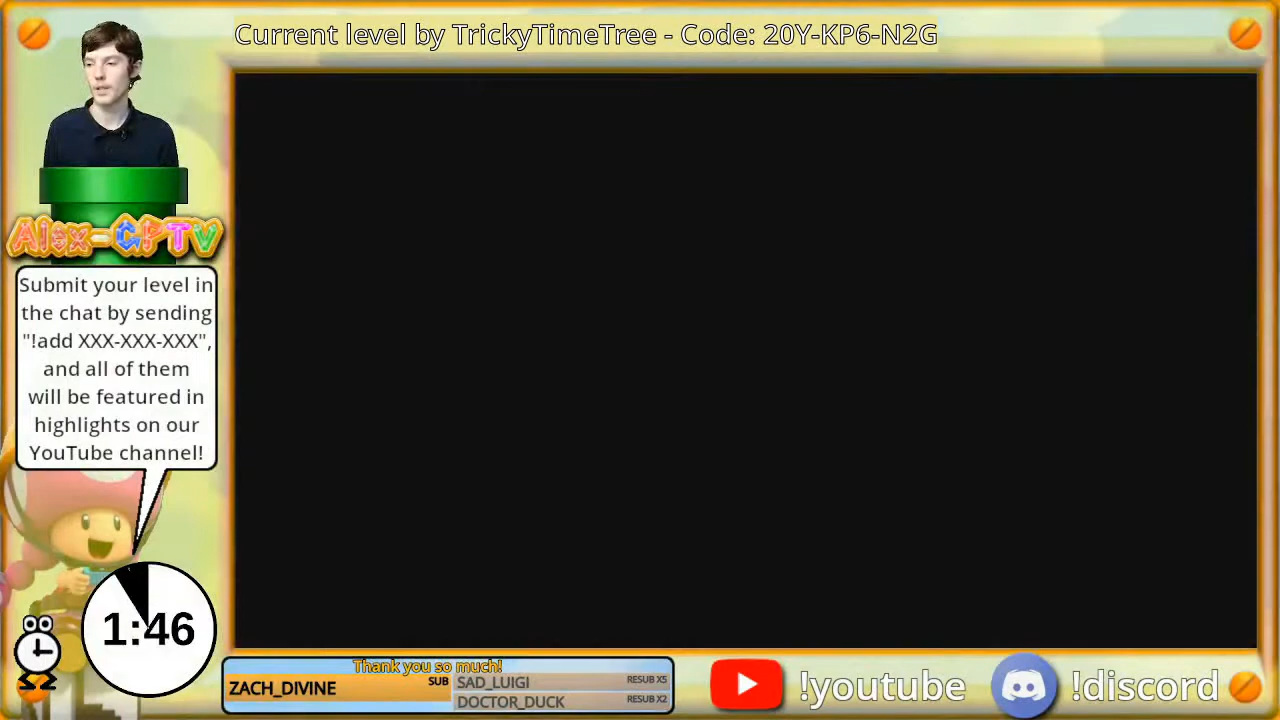 Current level by TrickyTimeTree - Code: 20Y-KP6-N2G
Alex-GPTV
Submit your level in
the chat by sending
"!add XXX-XXX-XXX",
and all of them
will be featured in
highlights on our
YouTube channel!
1:46
Thank you so much!
ZACH_DIVINE SUB
SAD_LUIGI RESUB X5
DOCTOR_DUCK RESUB X2
!youtube
!discord